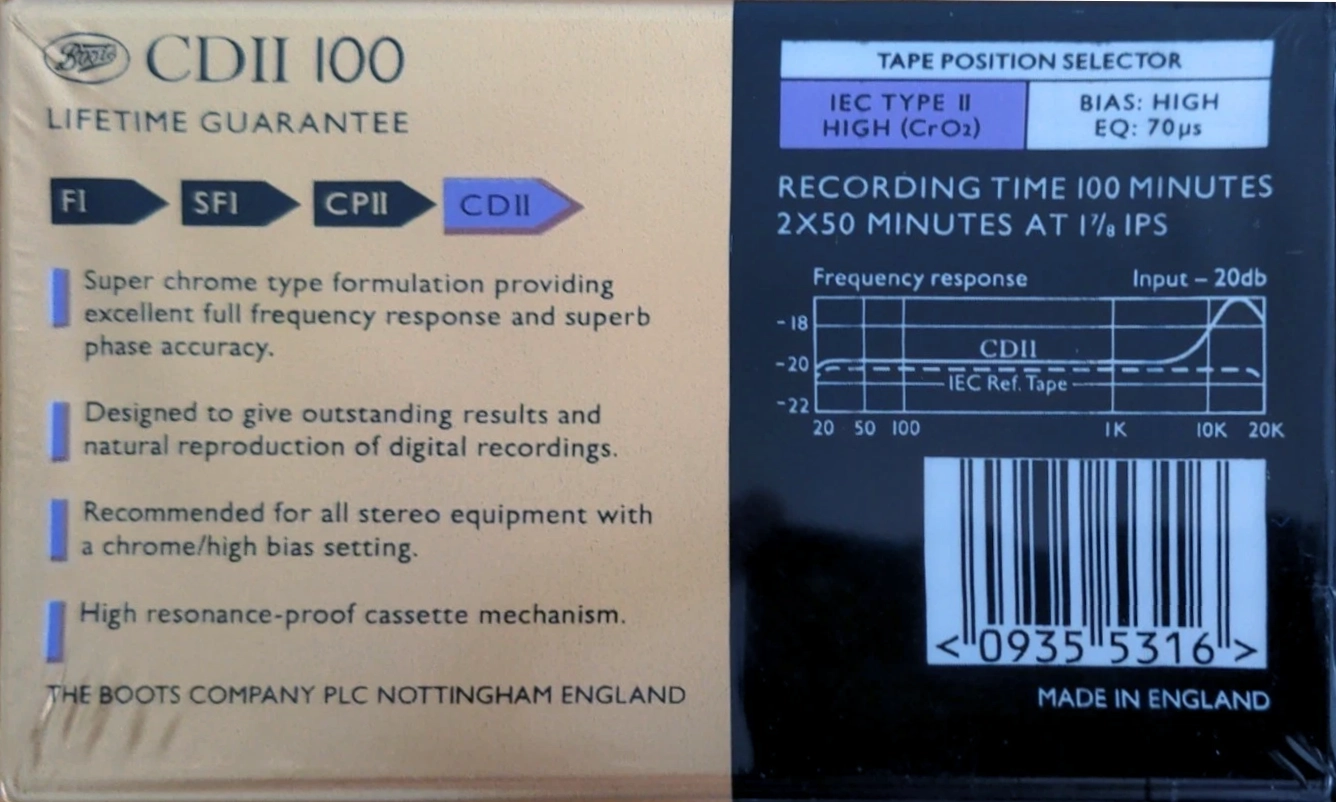 Boots CDII 100
LIFETIME GUARANTEE
FI SFI CPII CDII
Super chrome type formulation providing
excellent full frequency response and superb
phase accuracy.
Designed to give outstanding results and
natural reproduction of digital recordings.
Recommended for all stereo equipment with
a chrome/high bias setting.
High resonance-proof cassette mechanism.
THE BOOTS COMPANY PLC NOTTINGHAM ENGLAND
TAPE POSITION SELECTOR
IEC TYPE II
HIGH (CrO₂)
BIAS: HIGH
EQ: 70µs
RECORDING TIME 100 MINUTES
2X50 MINUTES AT 1⅞ IPS
Frequency response Input – 20db
-18
CDII
-20
IEC Ref. Tape
-22
20 50 100 1K 10K 20K
<0935 5316>
MADE IN ENGLAND